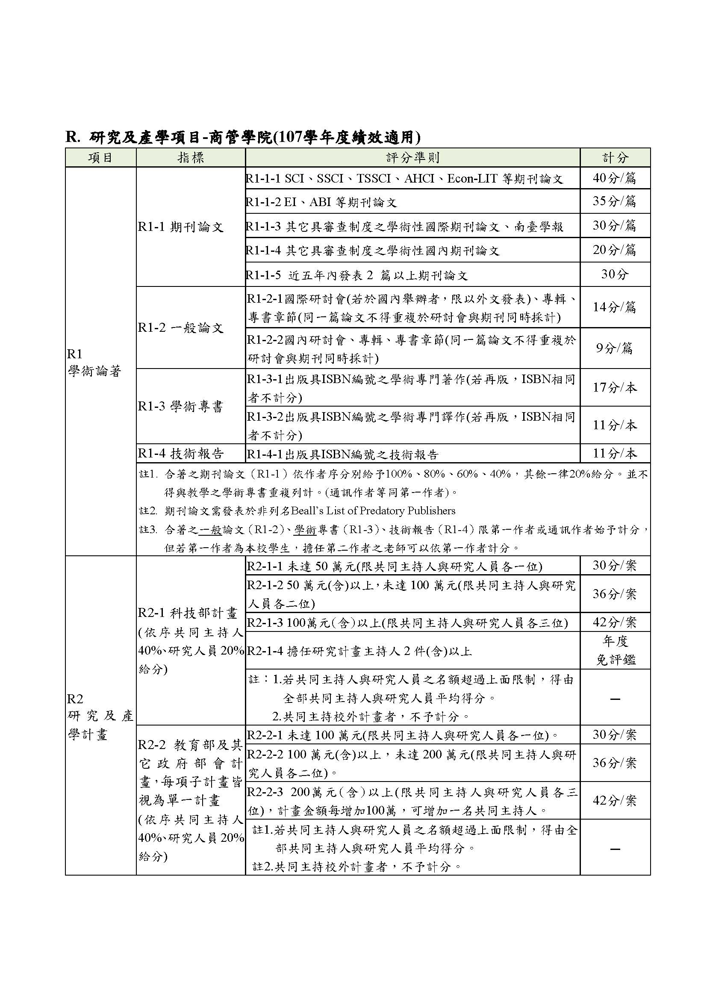 R. 研究及產學項目-商管學院(107學年度績效適用)
項目 指標 評分準則 計分
R1
學術論著
R1-1 期刊論文
R1-1-1 SCI、SSCI、TSSCI、AHCI、Econ-LIT 等期刊論文 40分/篇
R1-1-2 EI、ABI 等期刊論文 35分/篇
R1-1-3 其它具審查制度之學術性國際期刊論文、南臺學報 30分/篇
R1-1-4 其它具審查制度之學術性國內期刊論文 20分/篇
R1-1-5 近五年內發表 2 篇以上期刊論文 30分
R1-2 一般論文
R1-2-1國際研討會(若於國內舉辦者，限以外文發表)、專輯、
專書章節(同一篇論文不得重複於研討會與期刊同時採計)
14分/篇
R1-2-2國內研討會、專輯、專書章節(同一篇論文不得重複於
研討會與期刊同時採計)
9分/篇
R1-3 學術專書
R1-3-1出版具ISBN編號之學術專門著作(若再版，ISBN相同
者不計分)
17分/本
R1-3-2出版具ISBN編號之學術專門譯作(若再版，ISBN相同
者不計分)
11分/本
R1-4 技術報告 R1-4-1出版具ISBN編號之技術報告 11分/本
註1. 合著之期刊論文（R1-1）依作者序分別給予100%、80%、60%、40%，其餘一律20%給分。並不
得與教學之學術專書重複列計。(通訊作者等同第一作者)。
註2. 期刊論文需發表於非列名Beall’s List of Predatory Publishers
註3. 合著之一般論文（R1-2）、學術專書（R1-3）、技術報告（R1-4）限第一作者或通訊作者始予計分，
但若第一作者為本校學生，擔任第二作者之老師可以依第一作者計分。
R2
研究及產
學計畫
R2-1 科技部計畫
(依序共同主持人
40%、研究人員 20%
給分)
R2-1-1 未達 50 萬元(限共同主持人與研究人員各一位) 30分/案
R2-1-2 50 萬元(含)以上，未達 100 萬元(限共同主持人與研究
人員各二位)
36分/案
R2-1-3 100萬元（含）以上(限共同主持人與研究人員各三位) 42分/案
R2-1-4 擔任研究計畫主持人 2 件(含)以上
年度
免評鑑
註：1.若共同主持人與研究人員之名額超過上面限制，得由
全部共同主持人與研究人員平均得分。
2.共同主持校外計畫者，不予計分。
—
R2-2 教育部及其
它政府部會計
畫，每項子計畫皆
視為單一計畫
(依序共同主持人
40%、研究人員 20%
給分)
R2-2-1 未達 100 萬元(限共同主持人與研究人員各一位)。 30分/案
R2-2-2 100 萬元(含)以上，未達 200 萬元(限共同主持人與研
究人員各二位)。
36分/案
R2-2-3 200萬元（含）以上(限共同主持人與研究人員各三
位)，計畫金額每增加100萬，可增加一名共同主持人。
42分/案
註1.若共同主持人與研究人員之名額超過上面限制，得由全
部共同主持人與研究人員平均得分。
註2.共同主持校外計畫者，不予計分。
—